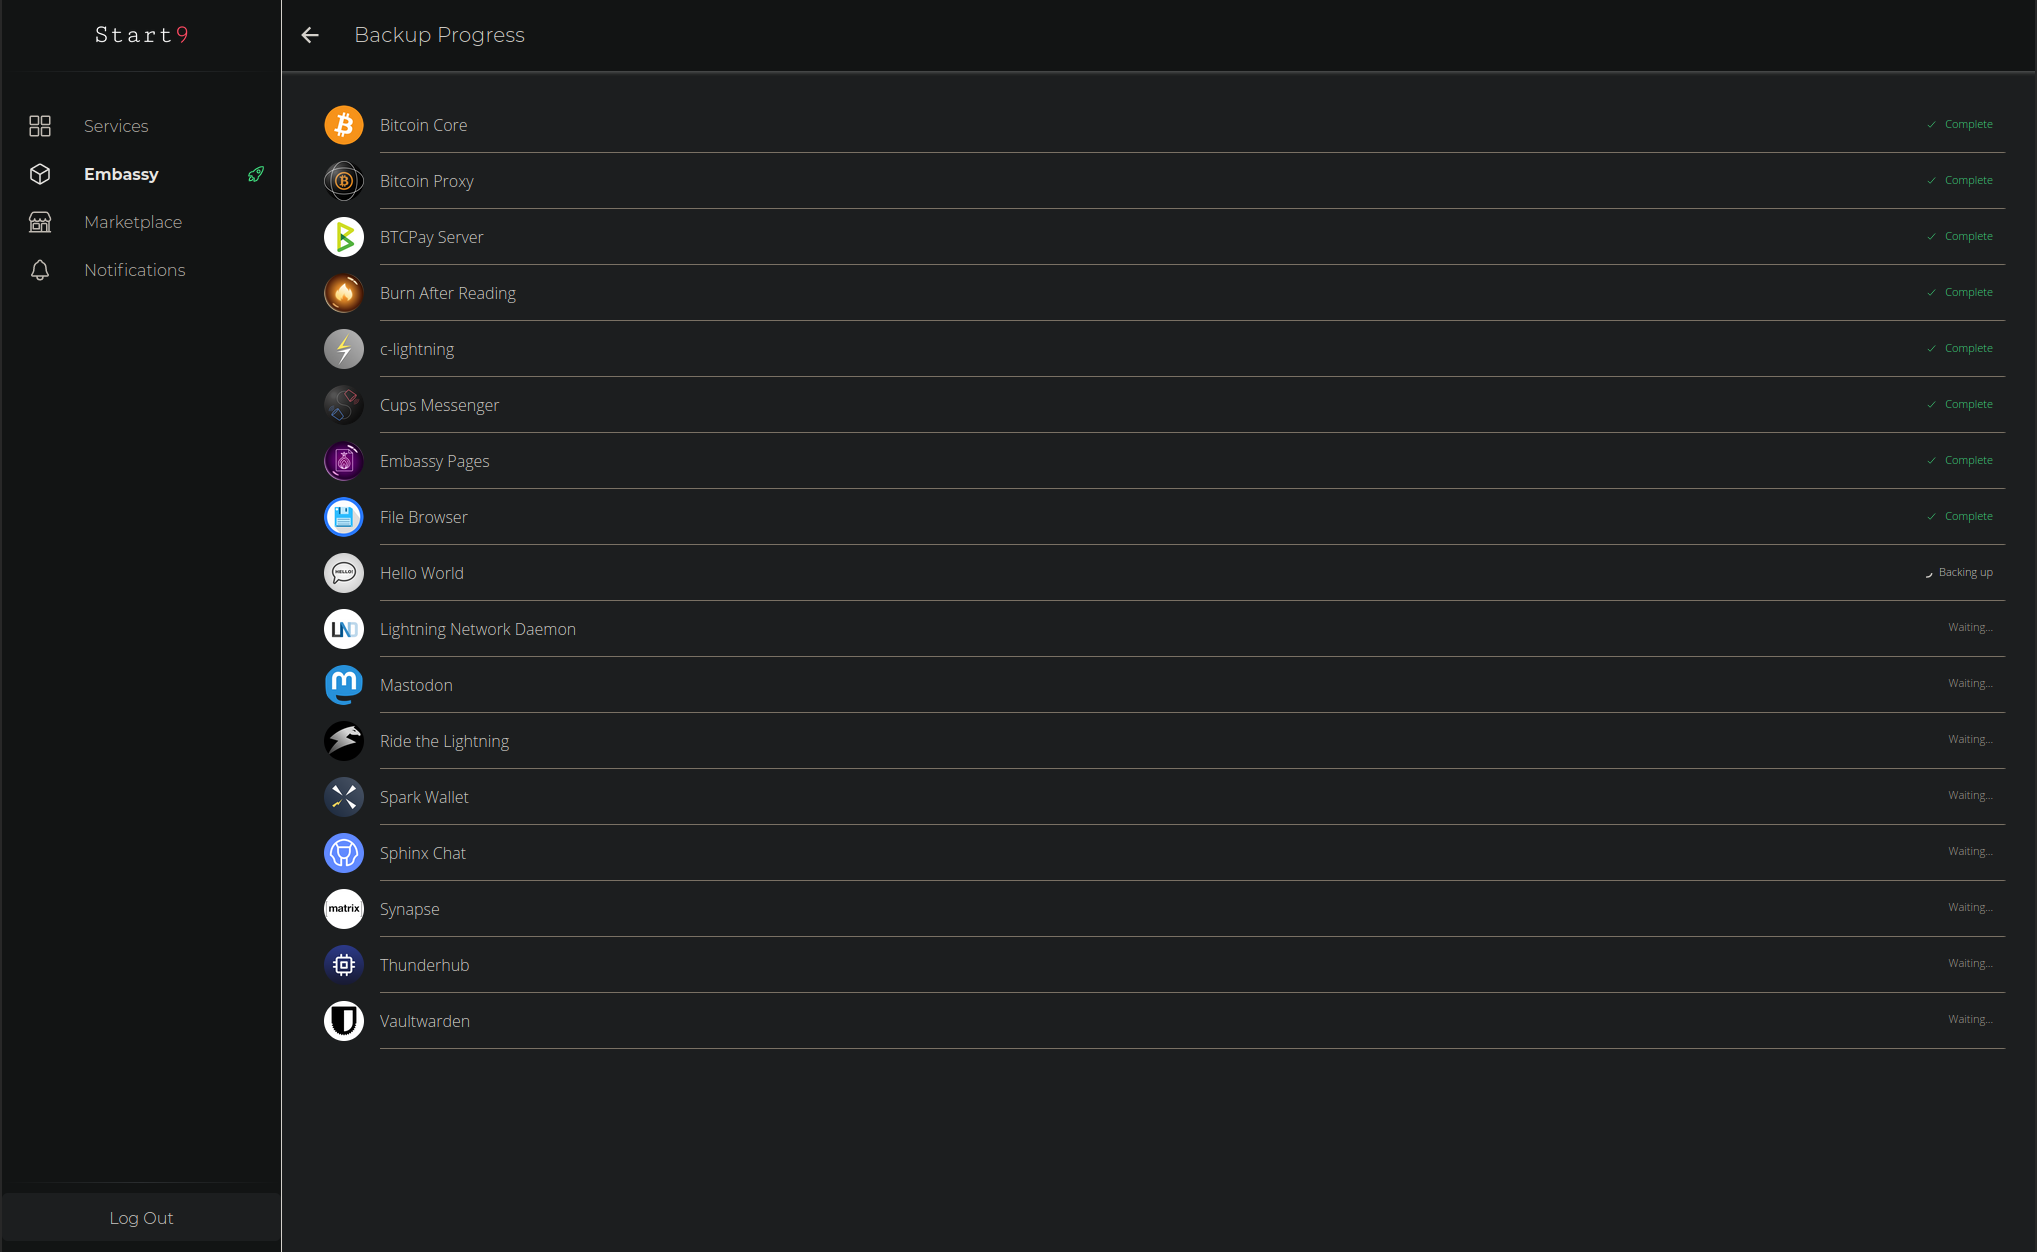 Start9
Backup Progress
Services
Embassy
Marketplace
Notifications
Bitcoin Core Complete
Bitcoin Proxy Complete
BTCPay Server Complete
Burn After Reading Complete
c-lightning Complete
Cups Messenger Complete
Embassy Pages Complete
File Browser Complete
HELLO! Hello World Backing up
LND Lightning Network Daemon Waiting...
m Mastodon Waiting...
Ride the Lightning Waiting...
Spark Wallet Waiting...
Sphinx Chat Waiting...
matrix Synapse Waiting...
Thunderhub Waiting...
Vaultwarden Waiting...
Log Out